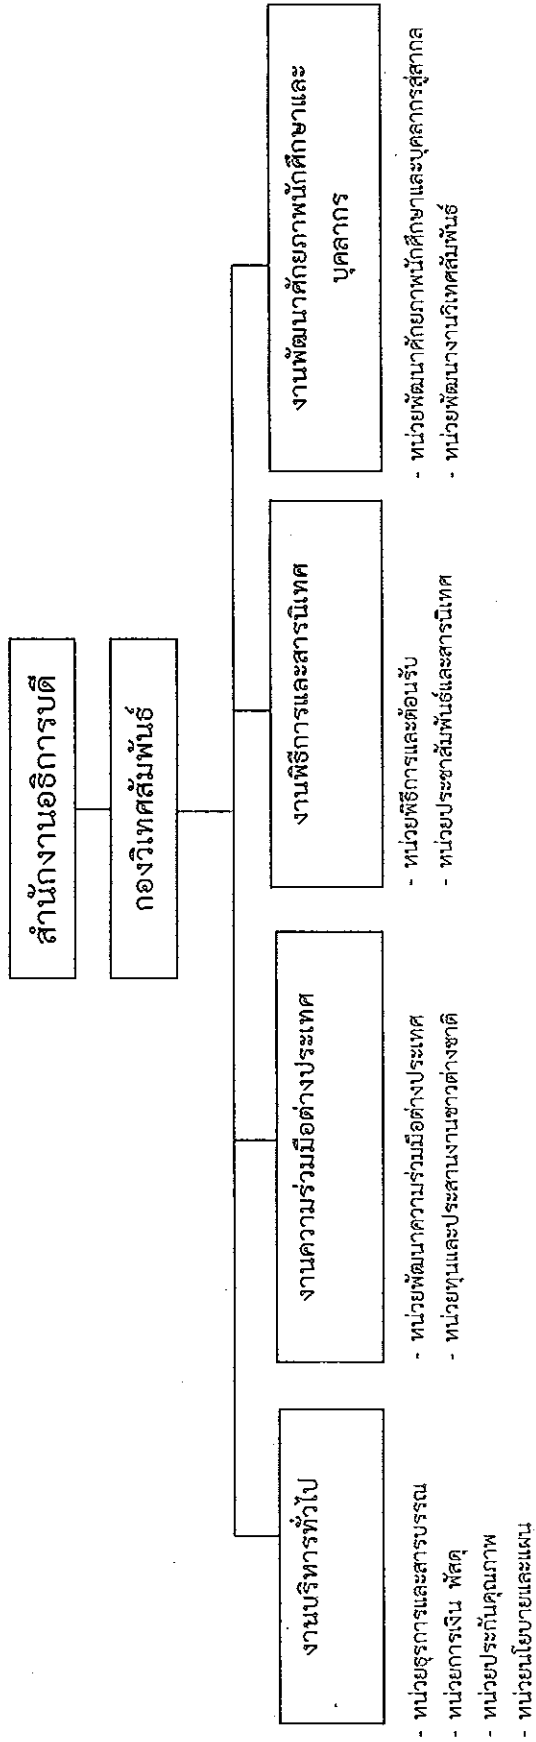 สำนักงานอธิการบดี
กองวิเทศสัมพันธ์
งานบริหารทั่วไป
- หน่วยธุรการและสารบรรณ
- หน่วยการเงิน พัสดุ
- หน่วยประกันคุณภาพ
- หน่วยนโยบายและแผน
งานความร่วมมือต่างประเทศ
- หน่วยพัฒนาความร่วมมือต่างประเทศ
- หน่วยทุนและประสานงานชาวต่างชาติ
งานพิธีการและสารนิเทศ
- หน่วยพิธีการและต้อนรับ
- หน่วยประชาสัมพันธ์และสารนิเทศ
งานพัฒนาศักยภาพนักศึกษาและ
บุคลากร
- หน่วยพัฒนาศักยภาพนักศึกษาและบุคลากรสู่สากล
- หน่วยพัฒนางานวิเทศสัมพันธ์